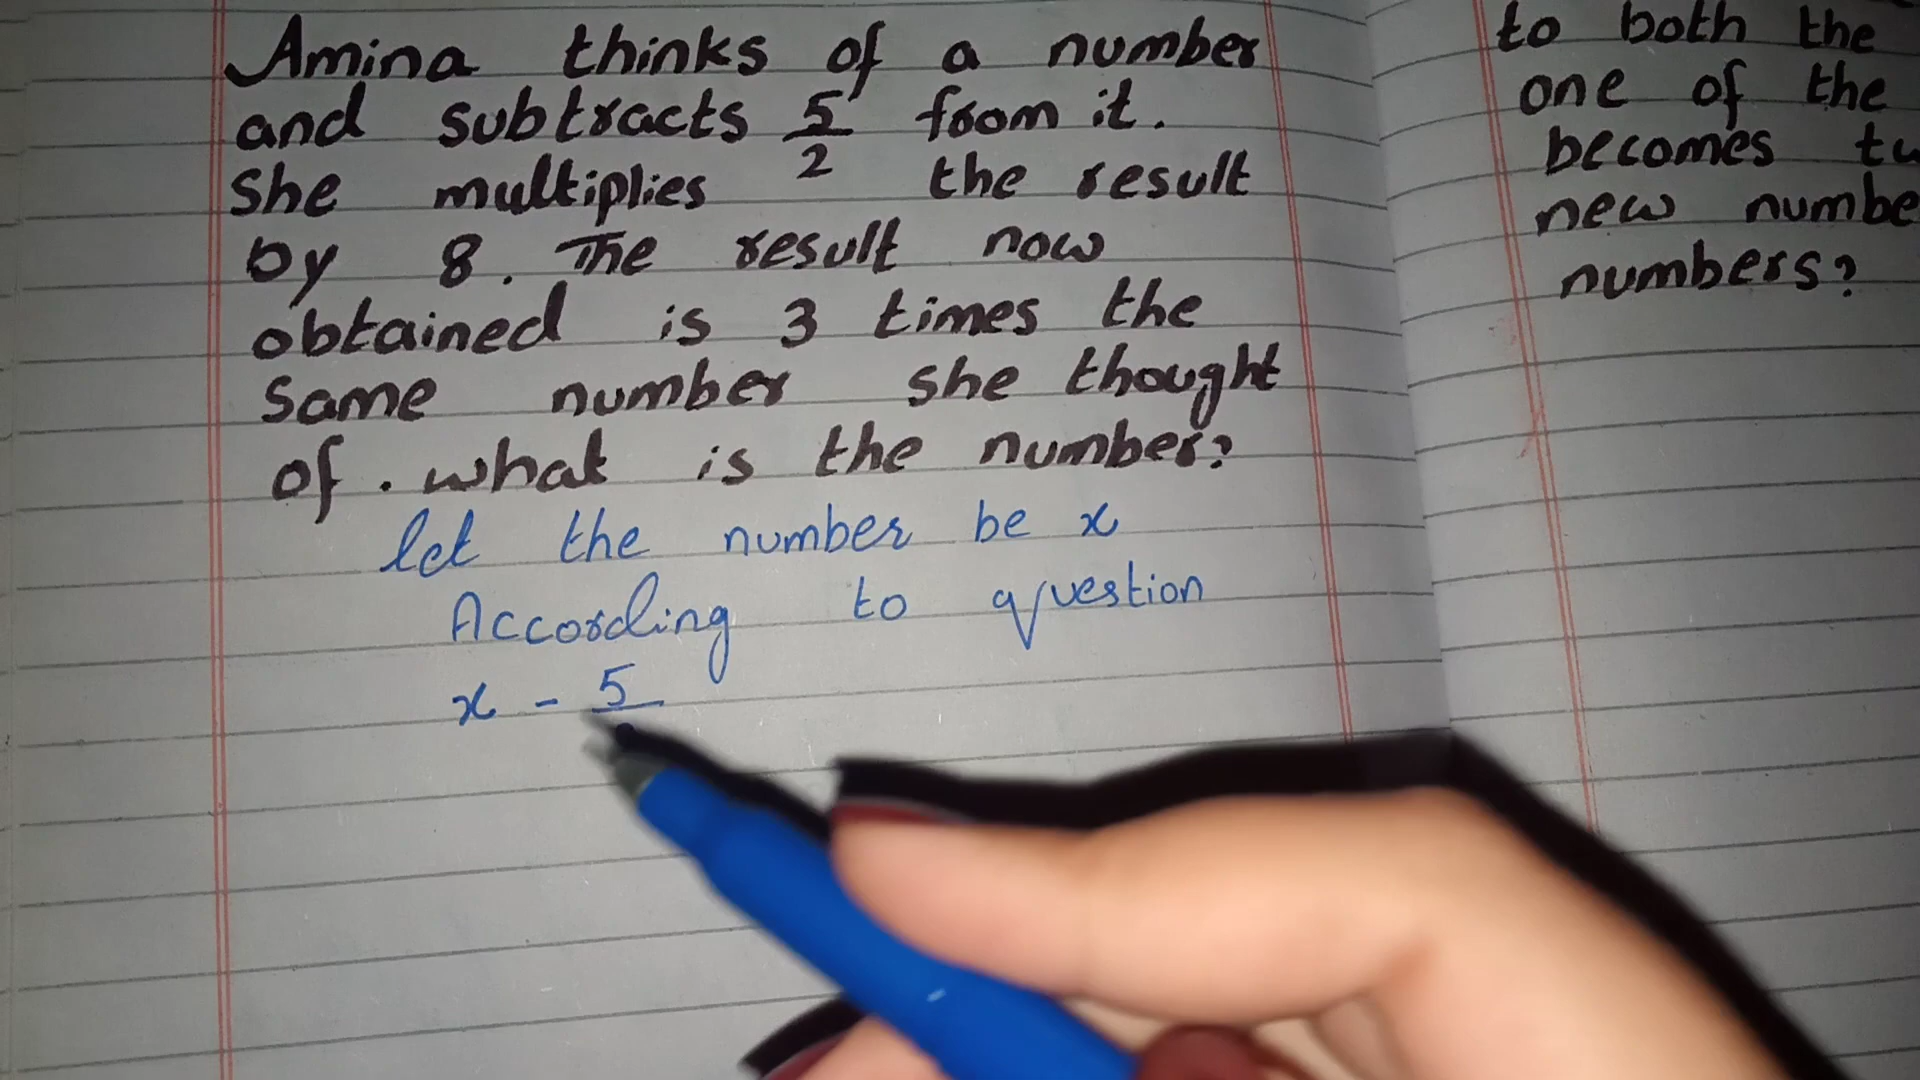 Amina thinks of a number
and subtracts 5/2 from it.
she multiplies the result
by 8. The result now
obtained is 3 times the
same number she thought
of. what is the number?
let the number be x
According to question
x - 5
to both the
one of the
becomes
new numbe
numbers?